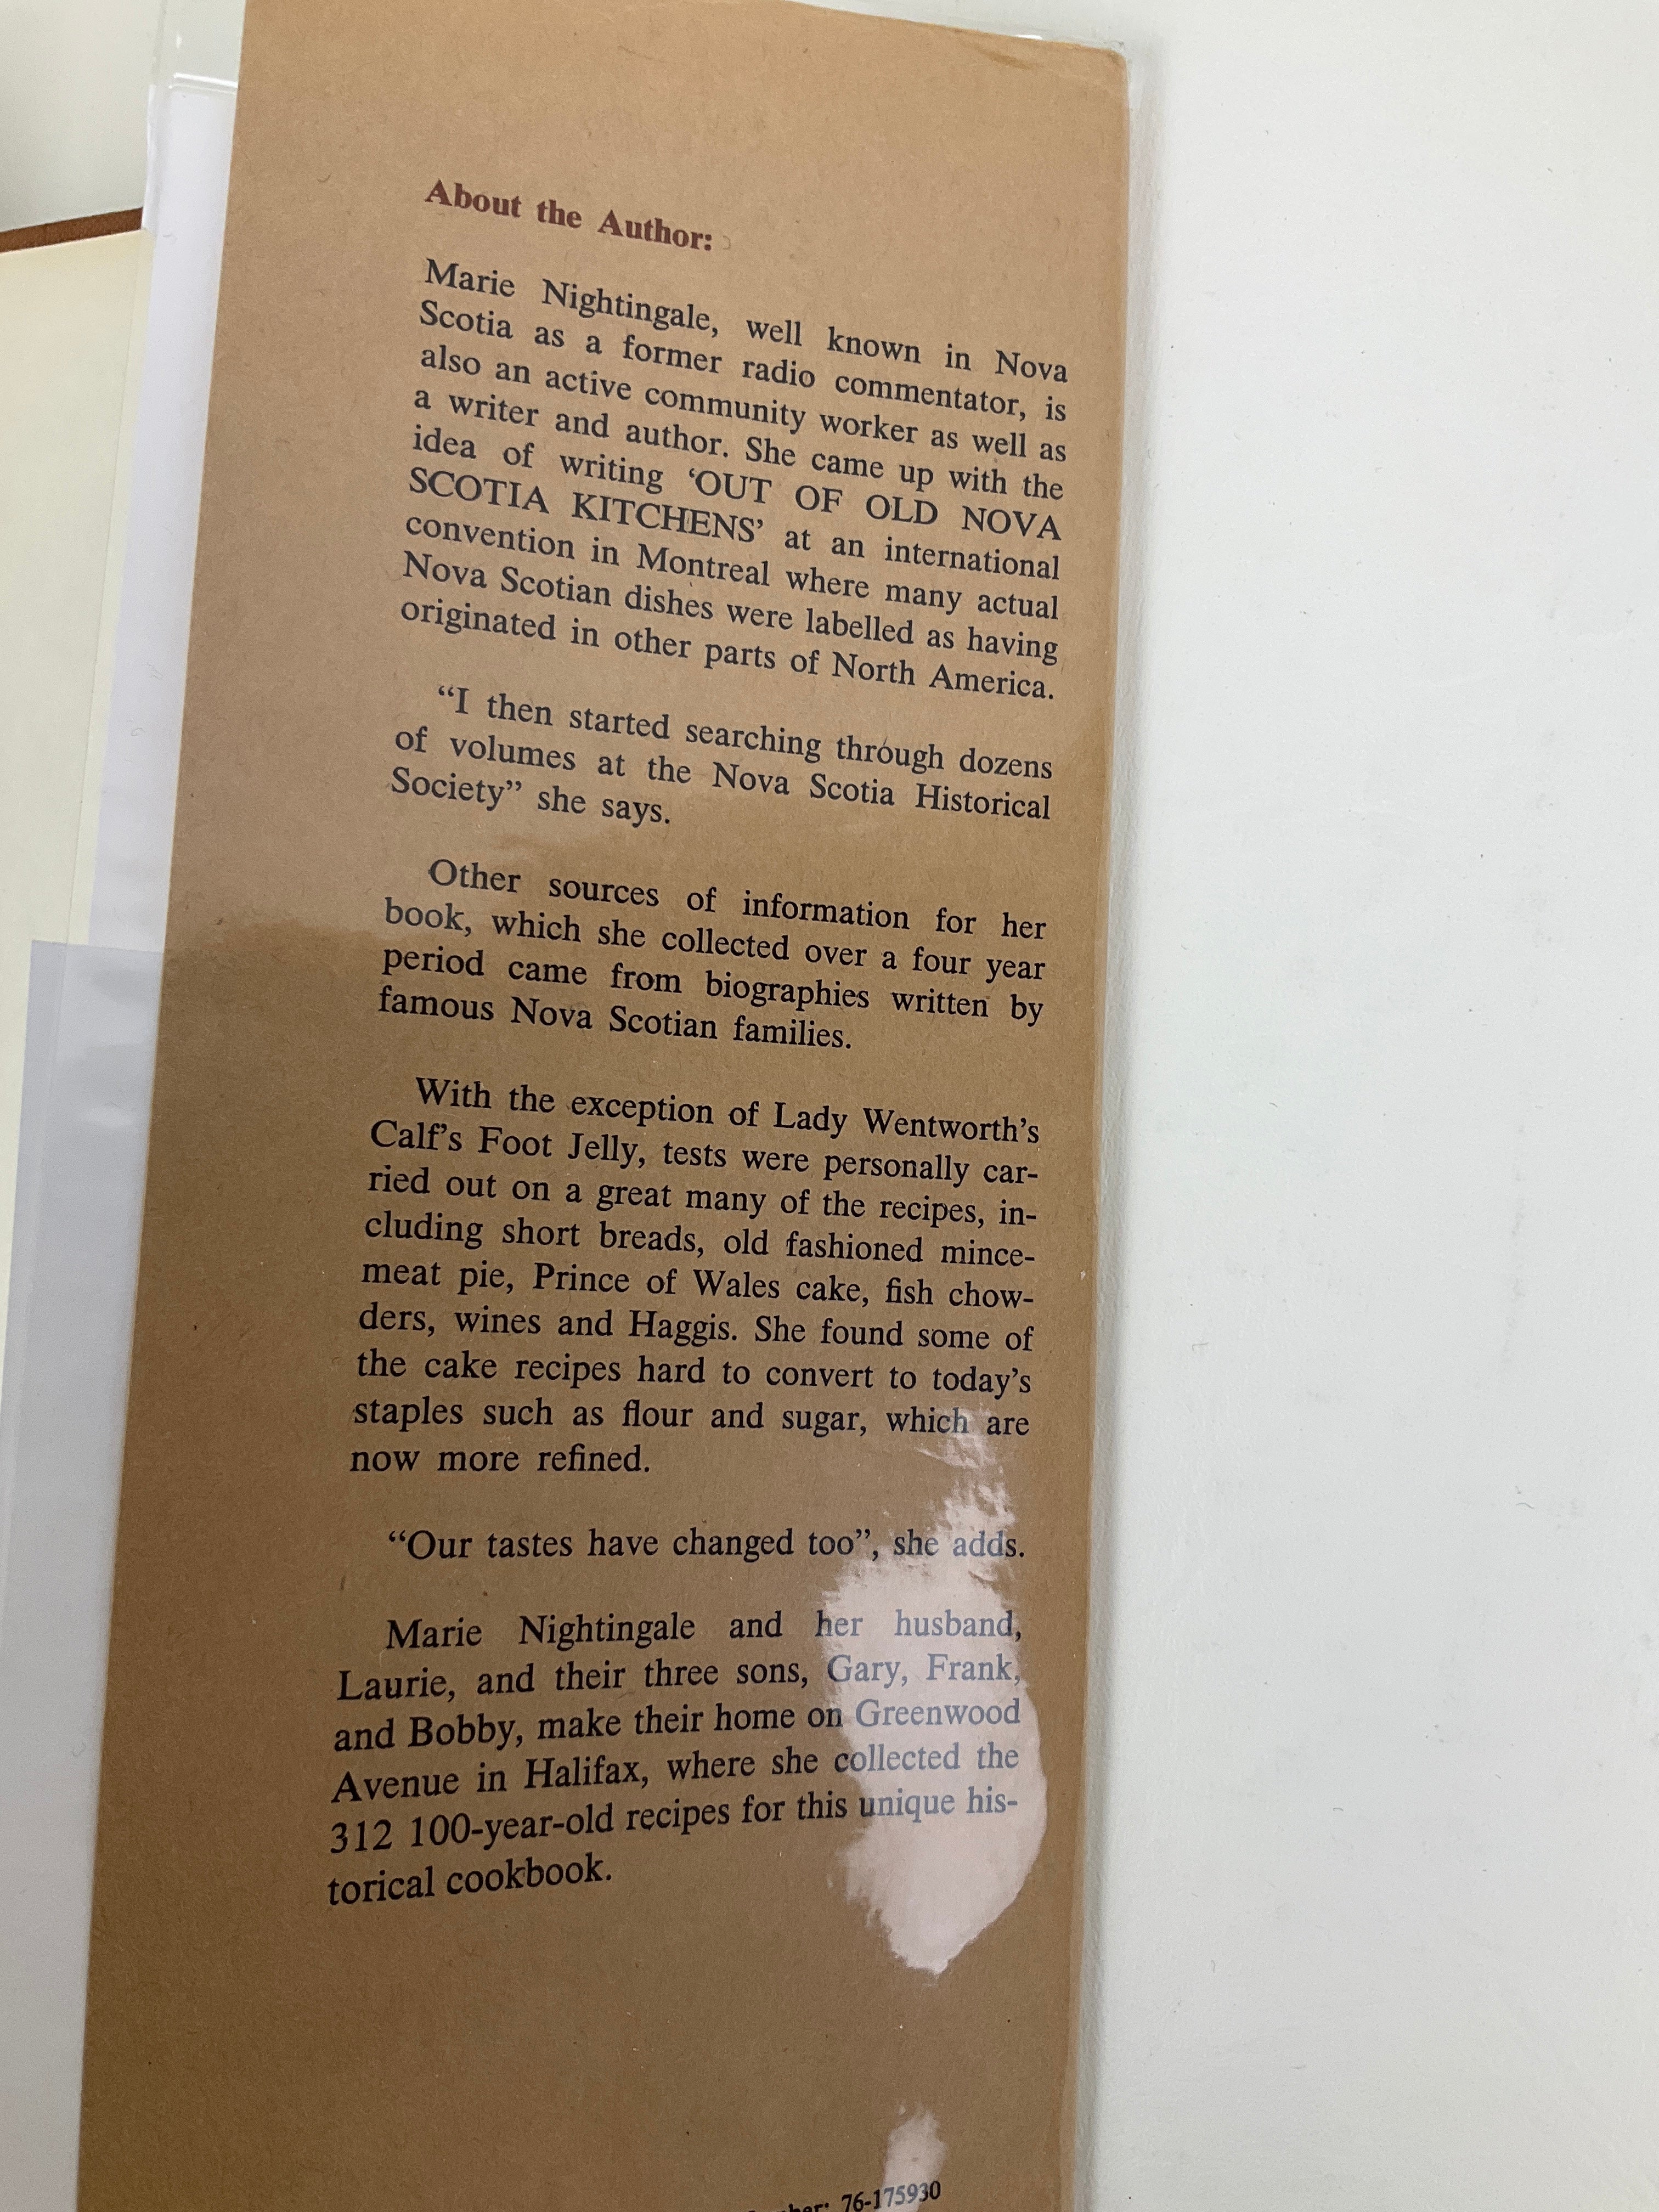 About the Author:
Marie Nightingale, well known in Nova
Scotia as a former radio commentator, is
also an active community worker as well as
a writer and author. She came up with the
idea of writing ‘OUT OF OLD NOVA
SCOTIA KITCHENS’ at an international
convention in Montreal where many actual
Nova Scotian dishes were labelled as having
originated in other parts of North America.
“I then started searching through dozens
of volumes at the Nova Scotia Historical
Society” she says.
Other sources of information for her
book, which she collected over a four year
period came from biographies written by
famous Nova Scotian families.
With the exception of Lady Wentworth’s
Calf’s Foot Jelly, tests were personally car-
ried out on a great many of the recipes, in-
cluding short breads, old fashioned mince-
meat pie, Prince of Wales cake, fish chow-
ders, wines and Haggis. She found some of
the cake recipes hard to convert to today’s
staples such as flour and sugar, which are
now more refined.
“Our tastes have changed too”, she adds.
Marie Nightingale and her husband,
Laurie, and their three sons, Gary, Frank,
and Bobby, make their home on Greenwood
Avenue in Halifax, where she collected the
312 100-year-old recipes for this unique his-
torical cookbook.
76-175930